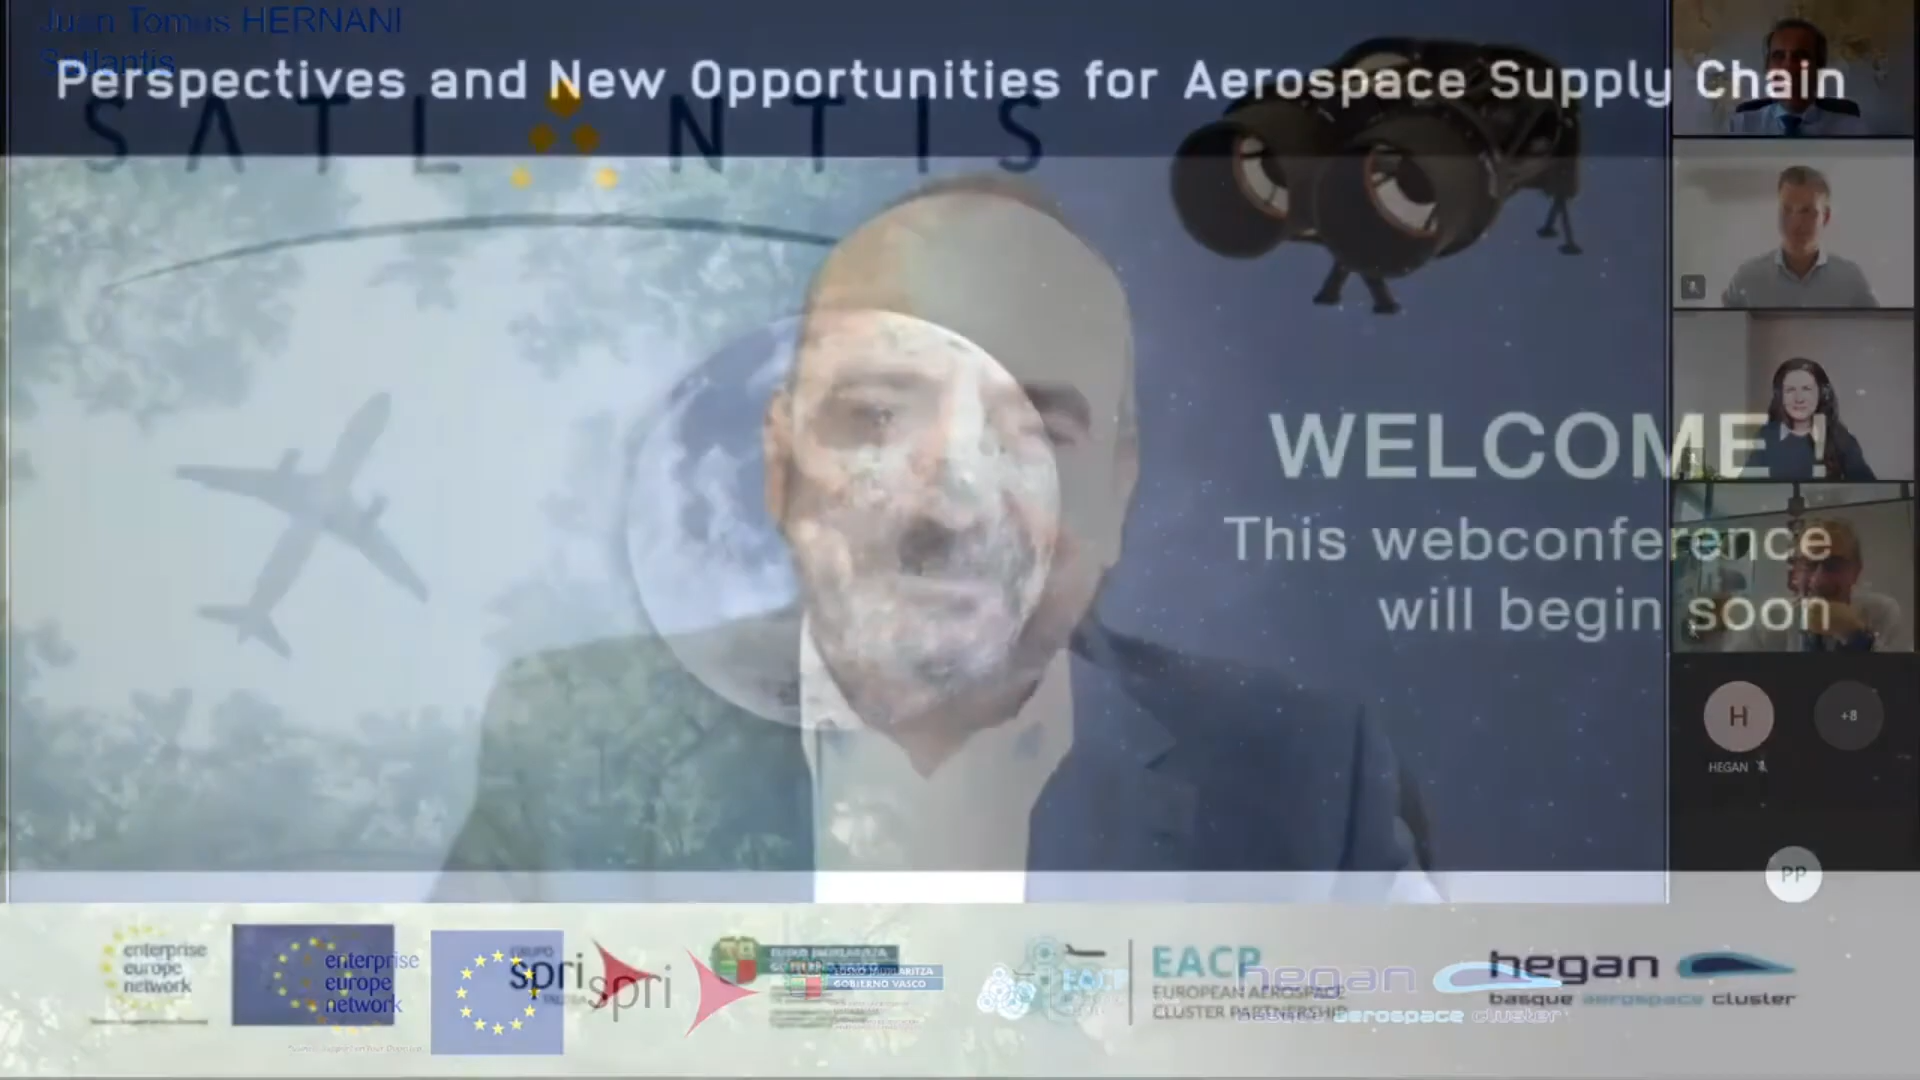 Juan Tomas HERNANI
Satlantis
Perspectives and New Opportunities for Aerospace Supply Chain
SATLANTIS
WELCOME !
This webconference
will begin soon
H
+8
HEGAN
PP
enterprise
europe
network
enterprise
europe
network
GRUPO
spri
spri
EUSKO JAURLARITZA
GOBIERNO VASCO
EACP
EUROPEAN AEROSPACE
CLUSTER PARTNERSHIP
EACP
hegan
basque aerospace cluster
hegan
basque aerospace cluster